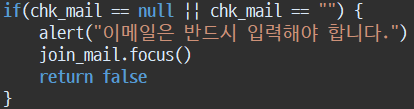 if(chk_mail == null || chk_mail == "") {
    alert("이메일은 반드시 입력해야 합니다.")
    join_mail.focus()
    return false
}